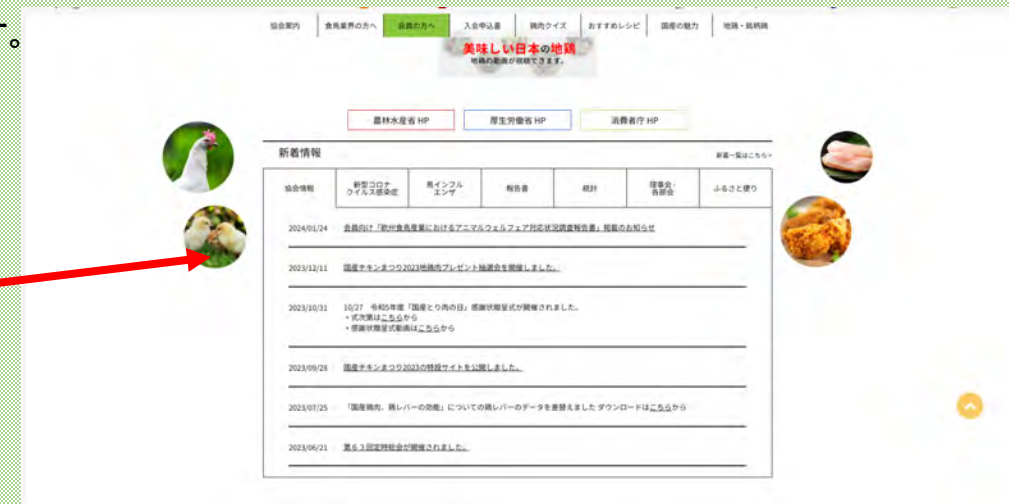 。
協会案内 食鳥業界の方へ 会員の方へ 入会申込書 鶏肉クイズ おすすめレシピ 国産の魅力 地鶏・銘柄鶏
美味しい日本の地鶏
地鶏の動画が視聴できます。
農林水産省 HP 厚生労働省 HP 消費者庁 HP
新着情報 新着一覧はこちら>
協会情報 新型コロナウイルス感染症 鳥インフルエンザ 報告書 統計 理事会・各部会 ふるさと便り
2024/01/24 会員向け「欧州食鳥産業におけるアニマルウェルフェア対応状況調査報告書」掲載のお知らせ
2023/12/11 国産チキンまつり2023地鶏肉プレゼント抽選会を開催しました。
2023/10/31 10/27 令和5年度「国産とり肉の日」感謝状贈呈式が開催されました。
・式次第はこちらから
・感謝状贈呈式動画はこちらから
2023/09/28 国産チキンまつり2023の特設サイトを公開しました。
2023/07/25 「国産鶏肉、鶏レバーの効能」についての鶏レバーのデータを差替えました ダウンロードはこちらから
2023/06/21 第63回定時総会が開催されました。